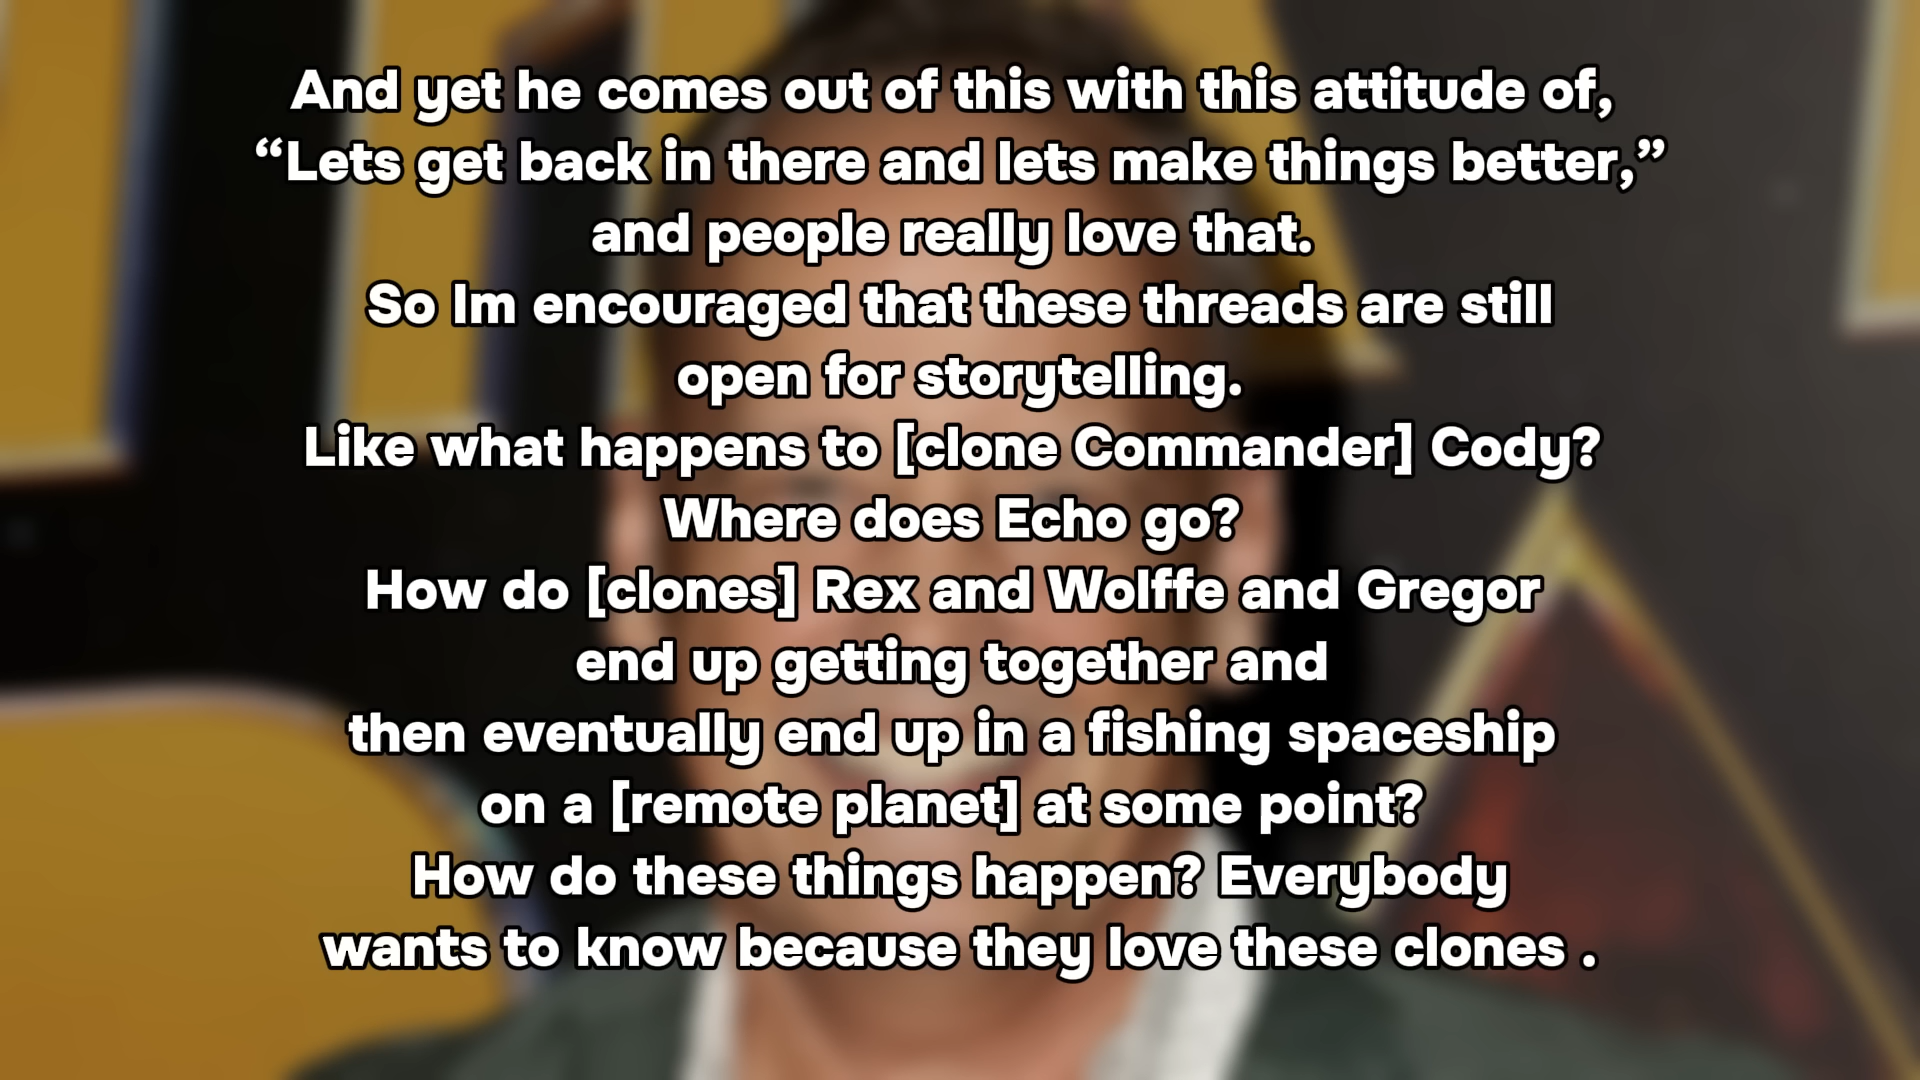 And yet he comes out of this with this attitude of,
“Lets get back in there and lets make things better,”
and people really love that.
So Im encouraged that these threads are still
open for storytelling.
Like what happens to [clone Commander] Cody?
Where does Echo go?
How do [clones] Rex and Wolffe and Gregor
end up getting together and
then eventually end up in a fishing spaceship
on a [remote planet] at some point?
How do these things happen? Everybody
wants to know because they love these clones .